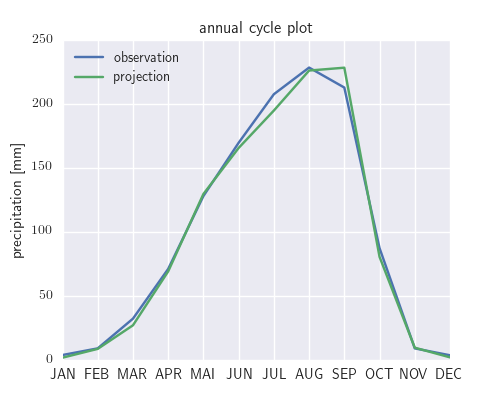 annual cycle plot
250
observation
projection
200
150
precipitation [mm]
100
50
0
JAN FEB MAR APR MAI JUN JUL AUG SEP OCT NOV DEC